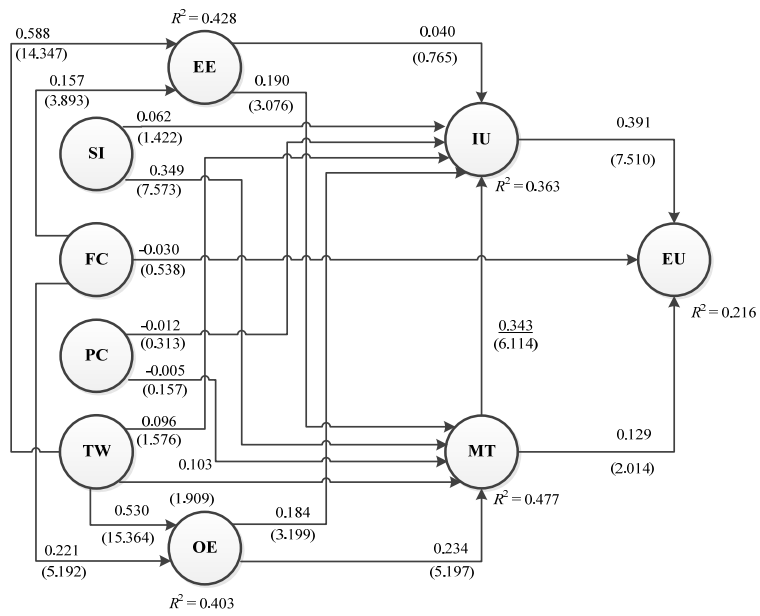 R² = 0.428
0.588
(14.347)
EE
0.040
(0.765)
0.157
(3.893)
0.190
(3.076)
0.062
(1.422)
SI
0.349
(7.573)
IU
R² = 0.363
0.391
(7.510)
FC
-0.030
(0.538)
EU
R² = 0.216
PC
-0.012
(0.313)
-0.005
(0.157)
0.343
(6.114)
TW
0.096
(1.576)
0.103
(1.909)
MT
R² = 0.477
0.129
(2.014)
0.530
(15.364)
0.184
(3.199)
OE
0.221
(5.192)
0.234
(5.197)
R² = 0.403